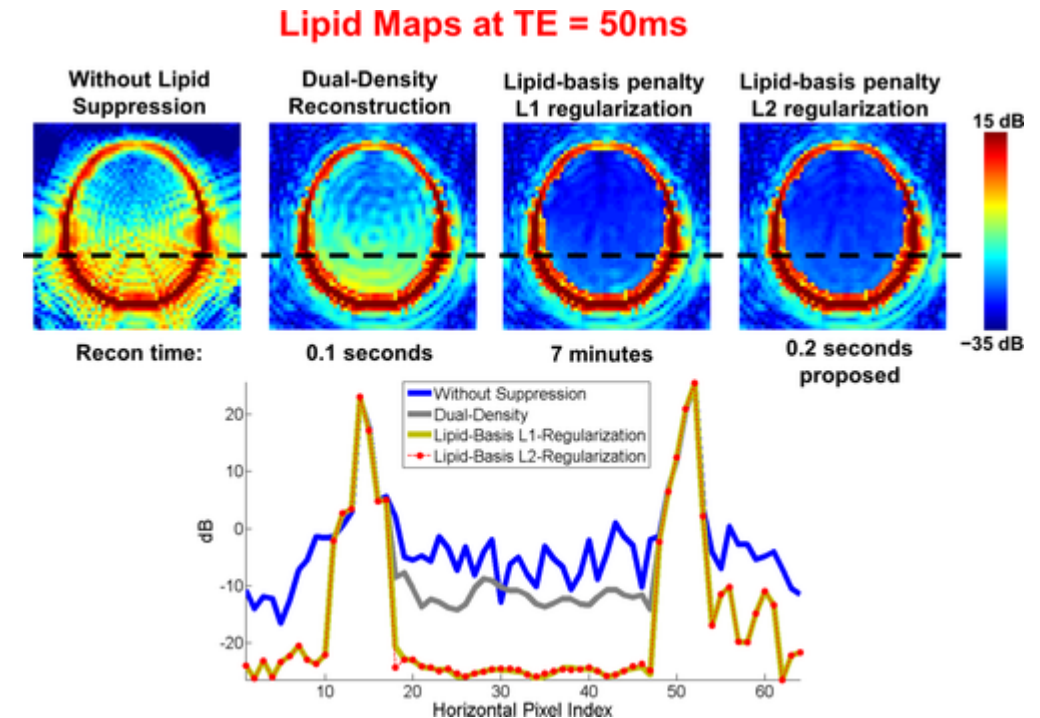 Lipid Maps at TE = 50ms
Without Lipid
Suppression
Dual-Density
Reconstruction
Lipid-basis penalty
L1 regularization
Lipid-basis penalty
L2 regularization
15 dB
−35 dB
Recon time:
0.1 seconds
7 minutes
0.2 seconds
proposed
Without Suppression
Dual-Density
Lipid-Basis L1-Regularization
Lipid-Basis L2-Regularization
20
10
0
-10
-20
dB
10 20 30 40 50 60
Horizontal Pixel Index